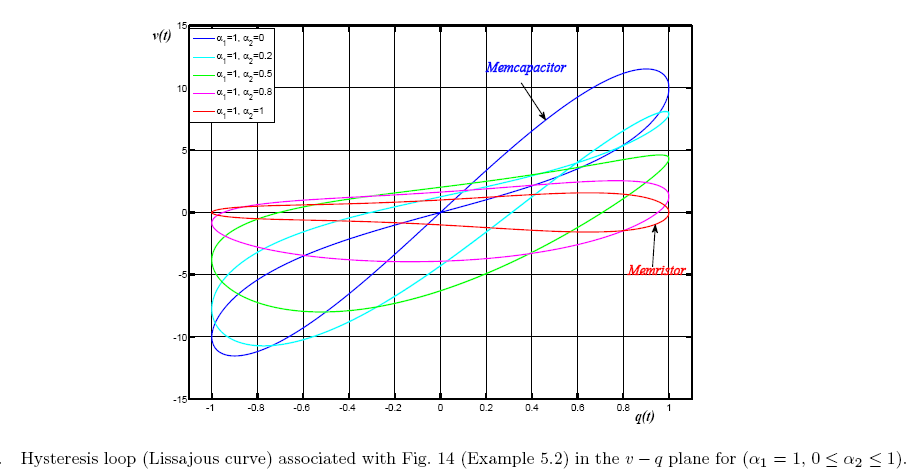 v(t)
15
10
5
0
-5
-10
-15
α1=1, α2=0
α1=1, α2=0.2
α1=1, α2=0.5
α1=1, α2=0.8
α1=1, α2=1
Memcapacitor
Memristor
-1 -0.8 -0.6 -0.4 -0.2 0 0.2 0.4 0.6 0.8 1
q(t)
. Hysteresis loop (Lissajous curve) associated with Fig. 14 (Example 5.2) in the v − q plane for (α1 = 1, 0 ≤ α2 ≤ 1).